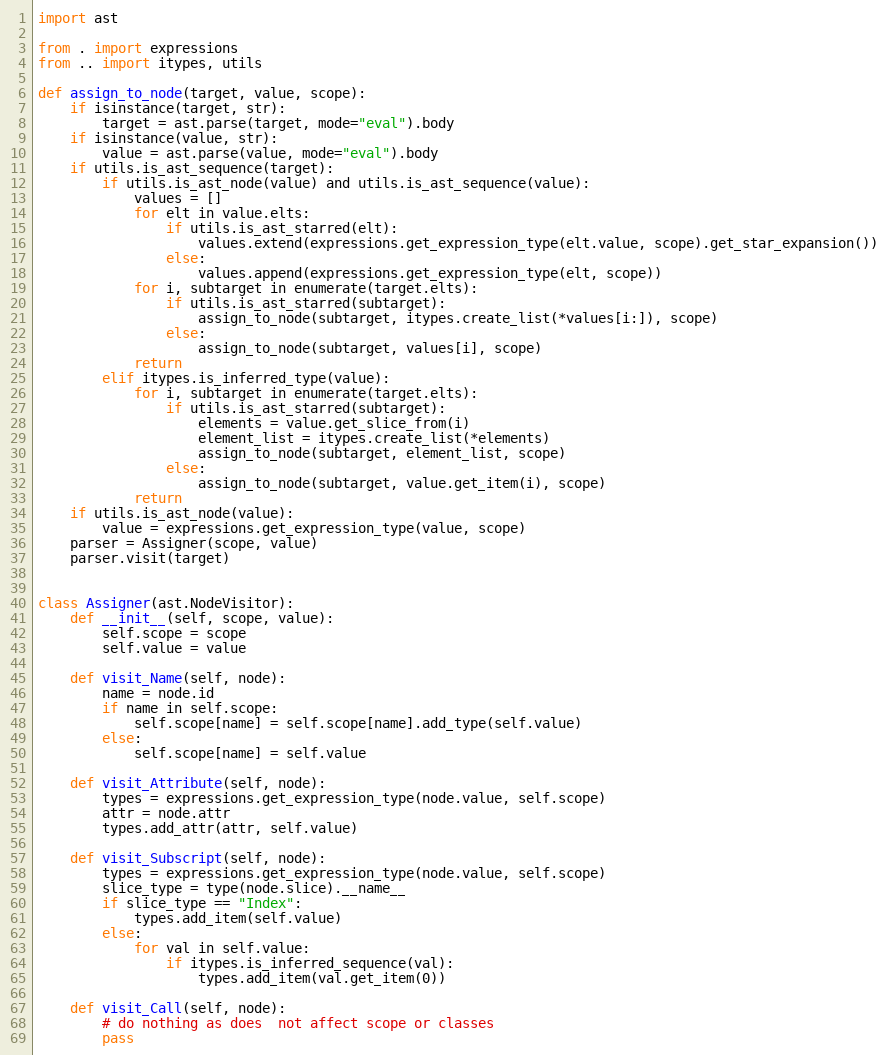 1 import ast
2
3 from . import expressions
4 from .. import itypes, utils
5
6 def assign_to_node(target, value, scope):
7     if isinstance(target, str):
8         target = ast.parse(target, mode="eval").body
9     if isinstance(value, str):
10         value = ast.parse(value, mode="eval").body
11     if utils.is_ast_sequence(target):
12         if utils.is_ast_node(value) and utils.is_ast_sequence(value):
13             values = []
14             for elt in value.elts:
15                 if utils.is_ast_starred(elt):
16                     values.extend(expressions.get_expression_type(elt.value, scope).get_star_expansion())
17                 else:
18                     values.append(expressions.get_expression_type(elt, scope))
19             for i, subtarget in enumerate(target.elts):
20                 if utils.is_ast_starred(subtarget):
21                     assign_to_node(subtarget, itypes.create_list(*values[i:]), scope)
22                 else:
23                     assign_to_node(subtarget, values[i], scope)
24             return
25         elif itypes.is_inferred_type(value):
26             for i, subtarget in enumerate(target.elts):
27                 if utils.is_ast_starred(subtarget):
28                     elements = value.get_slice_from(i)
29                     element_list = itypes.create_list(*elements)
30                     assign_to_node(subtarget, element_list, scope)
31                 else:
32                     assign_to_node(subtarget, value.get_item(i), scope)
33             return
34     if utils.is_ast_node(value):
35         value = expressions.get_expression_type(value, scope)
36     parser = Assigner(scope, value)
37     parser.visit(target)
38
39
40 class Assigner(ast.NodeVisitor):
41     def __init__(self, scope, value):
42         self.scope = scope
43         self.value = value
44
45     def visit_Name(self, node):
46         name = node.id
47         if name in self.scope:
48             self.scope[name] = self.scope[name].add_type(self.value)
49         else:
50             self.scope[name] = self.value
51
52     def visit_Attribute(self, node):
53         types = expressions.get_expression_type(node.value, self.scope)
54         attr = node.attr
55         types.add_attr(attr, self.value)
56
57     def visit_Subscript(self, node):
58         types = expressions.get_expression_type(node.value, self.scope)
59         slice_type = type(node.slice).__name__
60         if slice_type == "Index":
61             types.add_item(self.value)
62         else:
63             for val in self.value:
64                 if itypes.is_inferred_sequence(val):
65                     types.add_item(val.get_item(0))
66
67     def visit_Call(self, node):
68         # do nothing as does  not affect scope or classes
69         pass